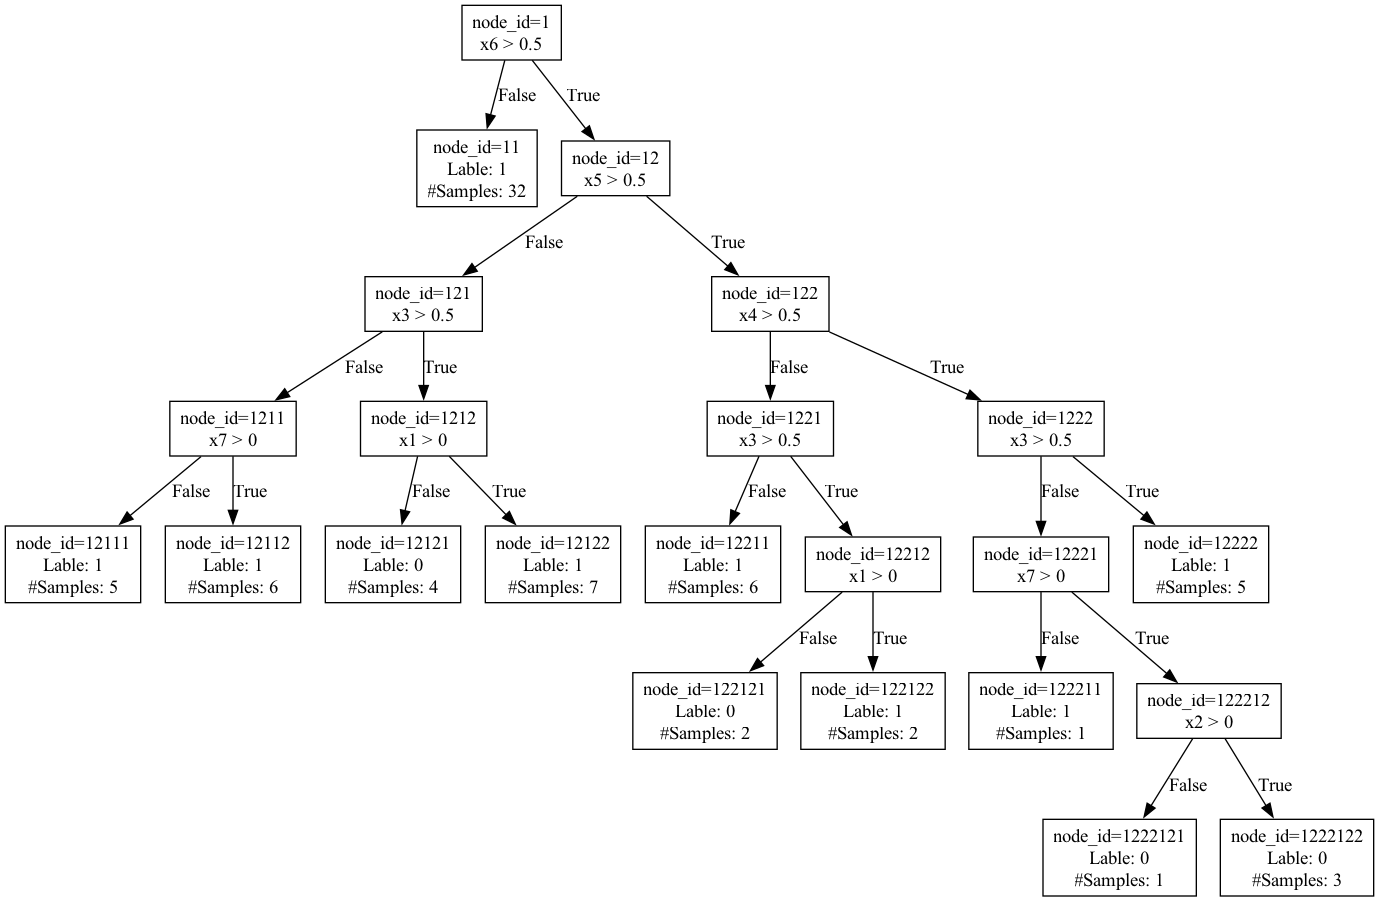 node_id=1
x6 > 0.5
False
True
node_id=11
Lable: 1
#Samples: 32
node_id=12
x5 > 0.5
False
True
node_id=121
x3 > 0.5
node_id=122
x4 > 0.5
False
True
False
True
node_id=1211
x7 > 0
node_id=1212
x1 > 0
node_id=1221
x3 > 0.5
node_id=1222
x3 > 0.5
False
True
False
True
False
True
False
True
node_id=12111
Lable: 1
#Samples: 5
node_id=12112
Lable: 1
#Samples: 6
node_id=12121
Lable: 0
#Samples: 4
node_id=12122
Lable: 1
#Samples: 7
node_id=12211
Lable: 1
#Samples: 6
node_id=12212
x1 > 0
node_id=12221
x7 > 0
node_id=12222
Lable: 1
#Samples: 5
False
True
False
True
node_id=122121
Lable: 0
#Samples: 2
node_id=122122
Lable: 1
#Samples: 2
node_id=122211
Lable: 1
#Samples: 1
node_id=122212
x2 > 0
False
True
node_id=1222121
Lable: 0
#Samples: 1
node_id=1222122
Lable: 0
#Samples: 3